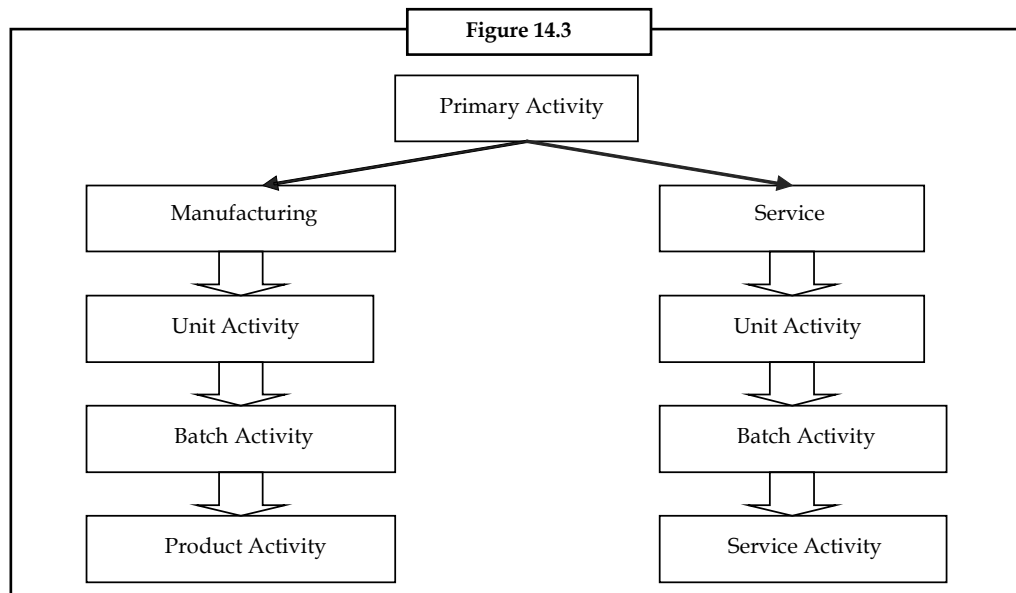 Figure 14.3
Primary Activity
Manufacturing
Service
Unit Activity
Unit Activity
Batch Activity
Batch Activity
Product Activity
Service Activity